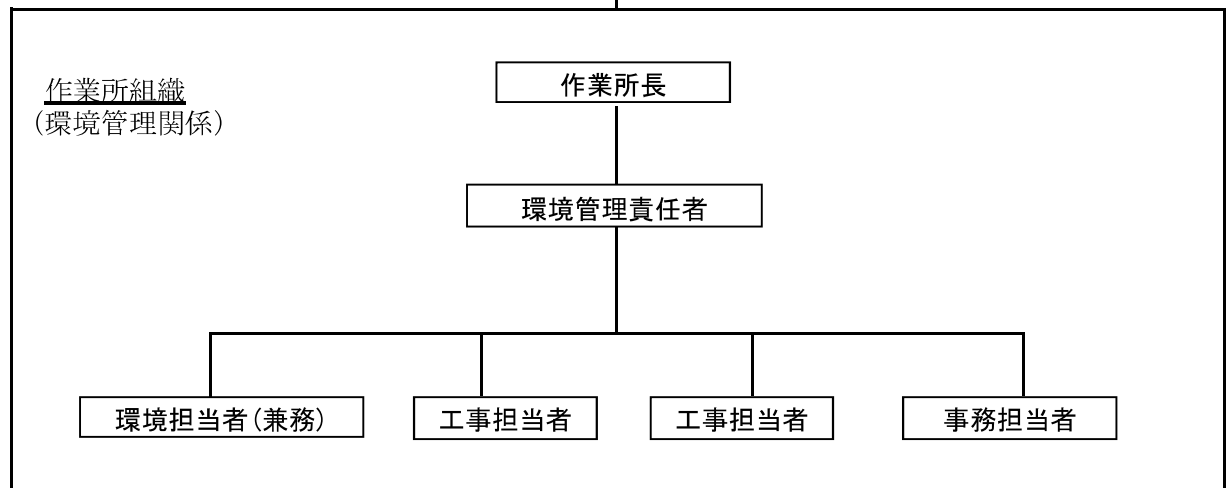 作業所組織
（環境管理関係）
作業所長
環境管理責任者
環境担当者（兼務）
工事担当者
工事担当者
事務担当者